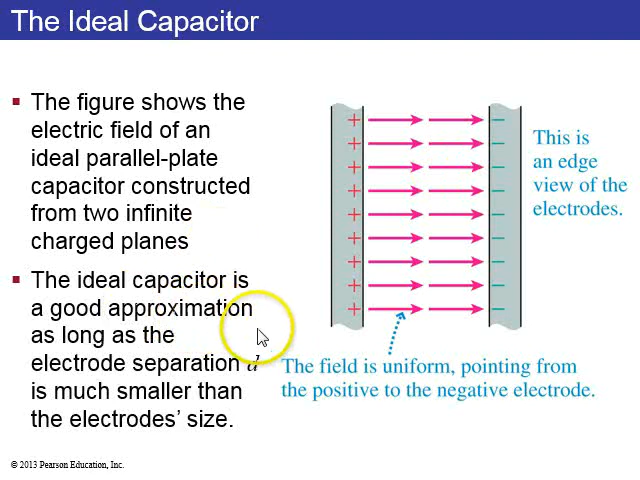 The Ideal Capacitor
▪ The figure shows the
electric field of an
ideal parallel-plate
capacitor constructed
from two infinite
charged planes
▪ The ideal capacitor is
a good approximation
as long as the
electrode separation d
is much smaller than
the electrodes’ size.
+ + + + + + + + +
− − − − − − − − −
This is
an edge
view of the
electrodes.
The field is uniform, pointing from
the positive to the negative electrode.
© 2013 Pearson Education, Inc.